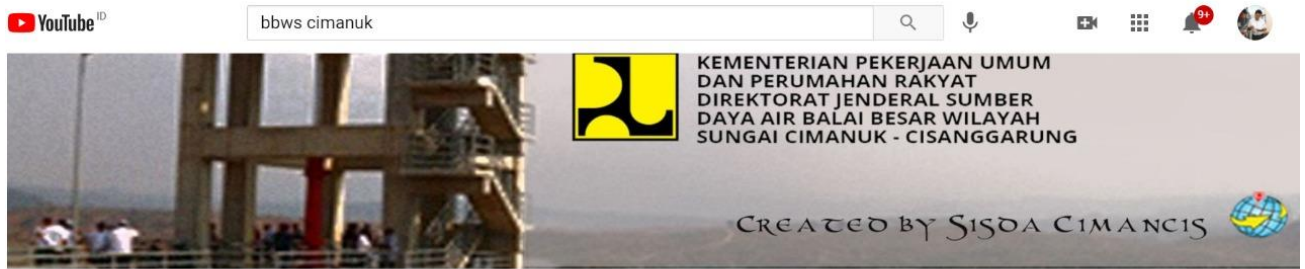 YouTube ID
bbws cimanuk
9+
KEMENTERIAN PEKERJAAN UMUM
DAN PERUMAHAN RAKYAT
DIREKTORAT JENDERAL SUMBER
DAYA AIR BALAI BESAR WILAYAH
SUNGAI CIMANUK - CISANGGARUNG
CREATED BY SISDA CIMANCIS